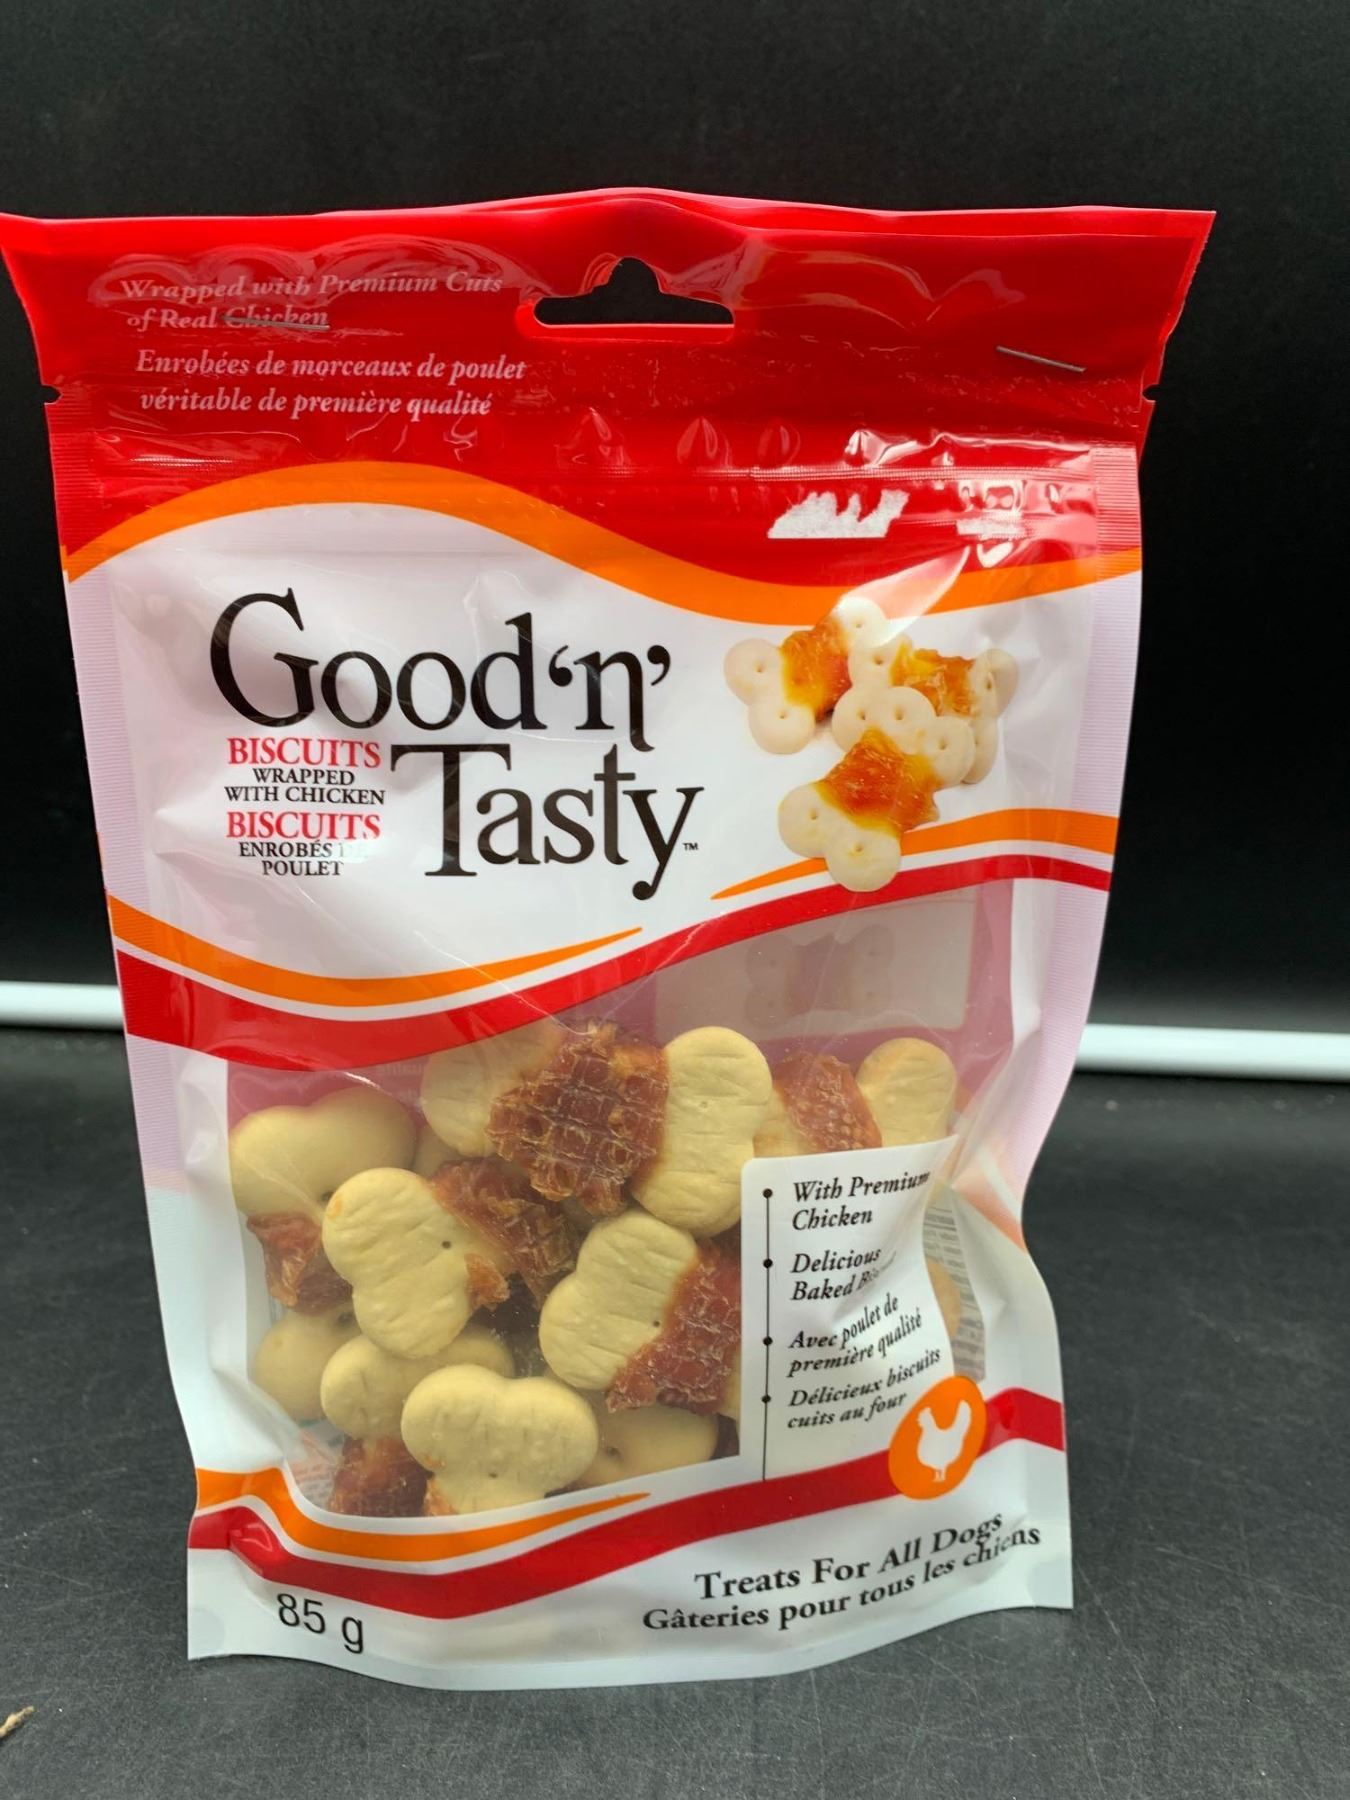 Wrapped with Premium Cuts
of Real Chicken
Enrobées de morceaux de poulet
véritable de première qualité
Good 'n'
Tasty™
BISCUITS
WRAPPED
WITH CHICKEN
BISCUITS
ENROBÉS
POULET
With Premium
Chicken
Delicious
Baked
Avec poulet de
première qualité
Délicieux biscuits
cuits au four
Treats For All Dogs
Gâteries pour tous les chiens
85 g